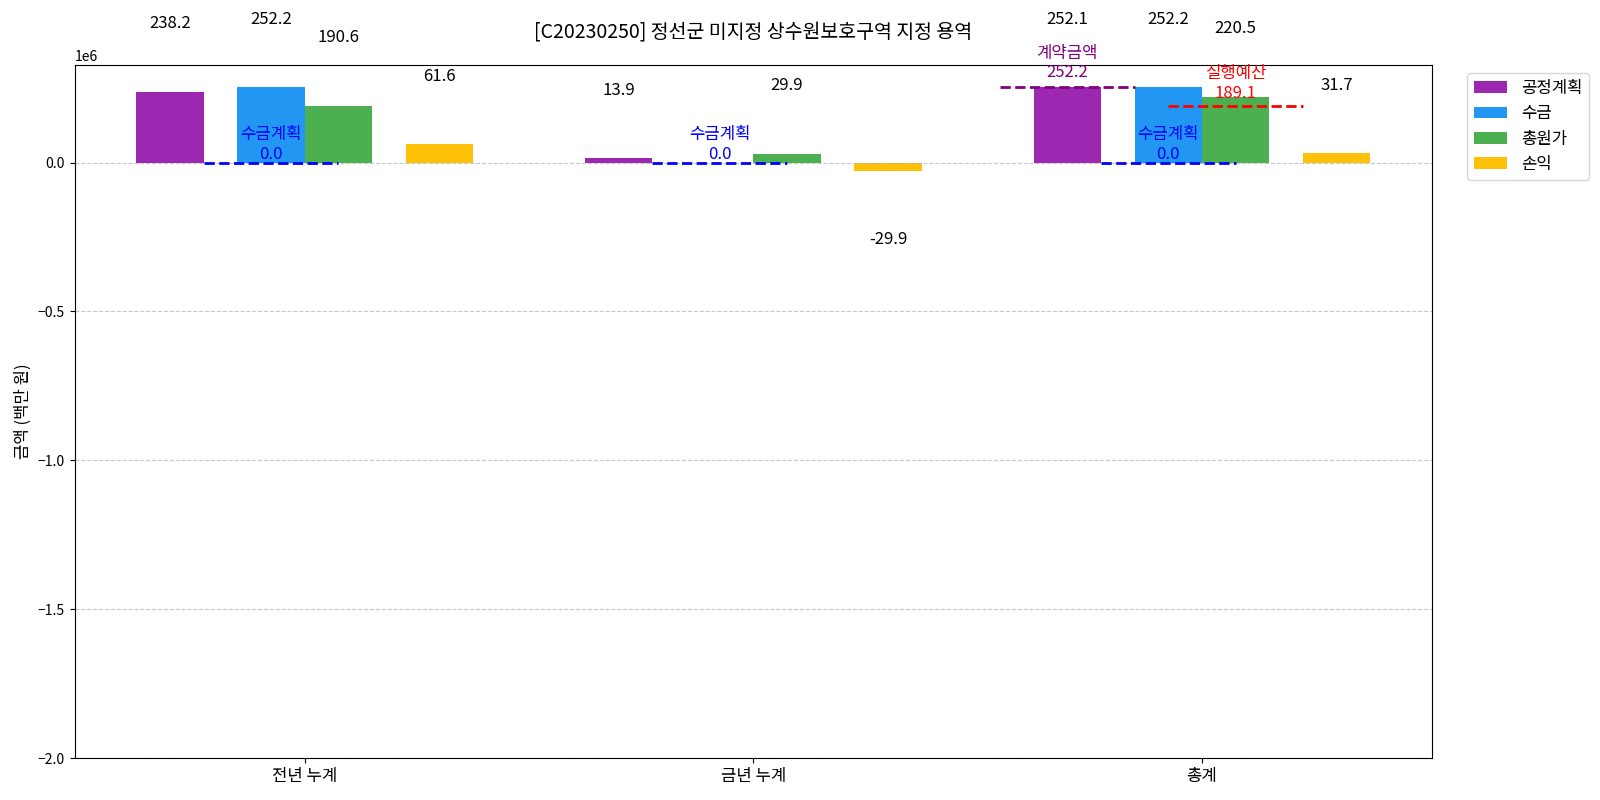 [C20230250] 정선군 미지정 상수원보호구역 지정 용역
1e6
238.2
252.2
190.6
61.6
수금계획
0.0
13.9
29.9
수금계획
0.0
-29.9
252.1
252.2
220.5
계약금액
252.2
실행예산
189.1
31.7
수금계획
0.0
공정계획
수금
총원가
손익
금액 (백만 원)
0.0
−0.5
−1.0
−1.5
−2.0
전년 누계
금년 누계
총계